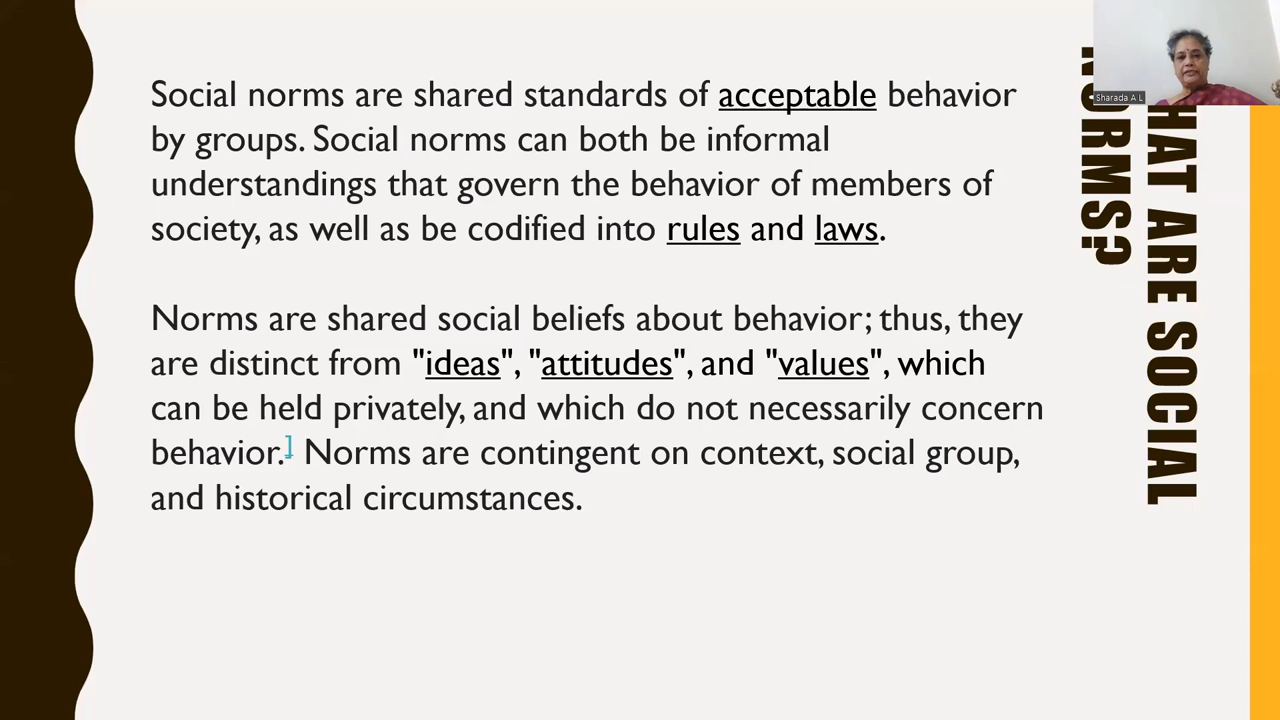 Social norms are shared standards of acceptable behavior
by groups. Social norms can both be informal
understandings that govern the behavior of members of
society, as well as be codified into rules and laws.
Norms are shared social beliefs about behavior; thus, they
are distinct from "ideas", "attitudes", and "values", which
can be held privately, and which do not necessarily concern
behavior.] Norms are contingent on context, social group,
and historical circumstances.
HAT ARE SOCIAL
NORMS?
Sharada A L